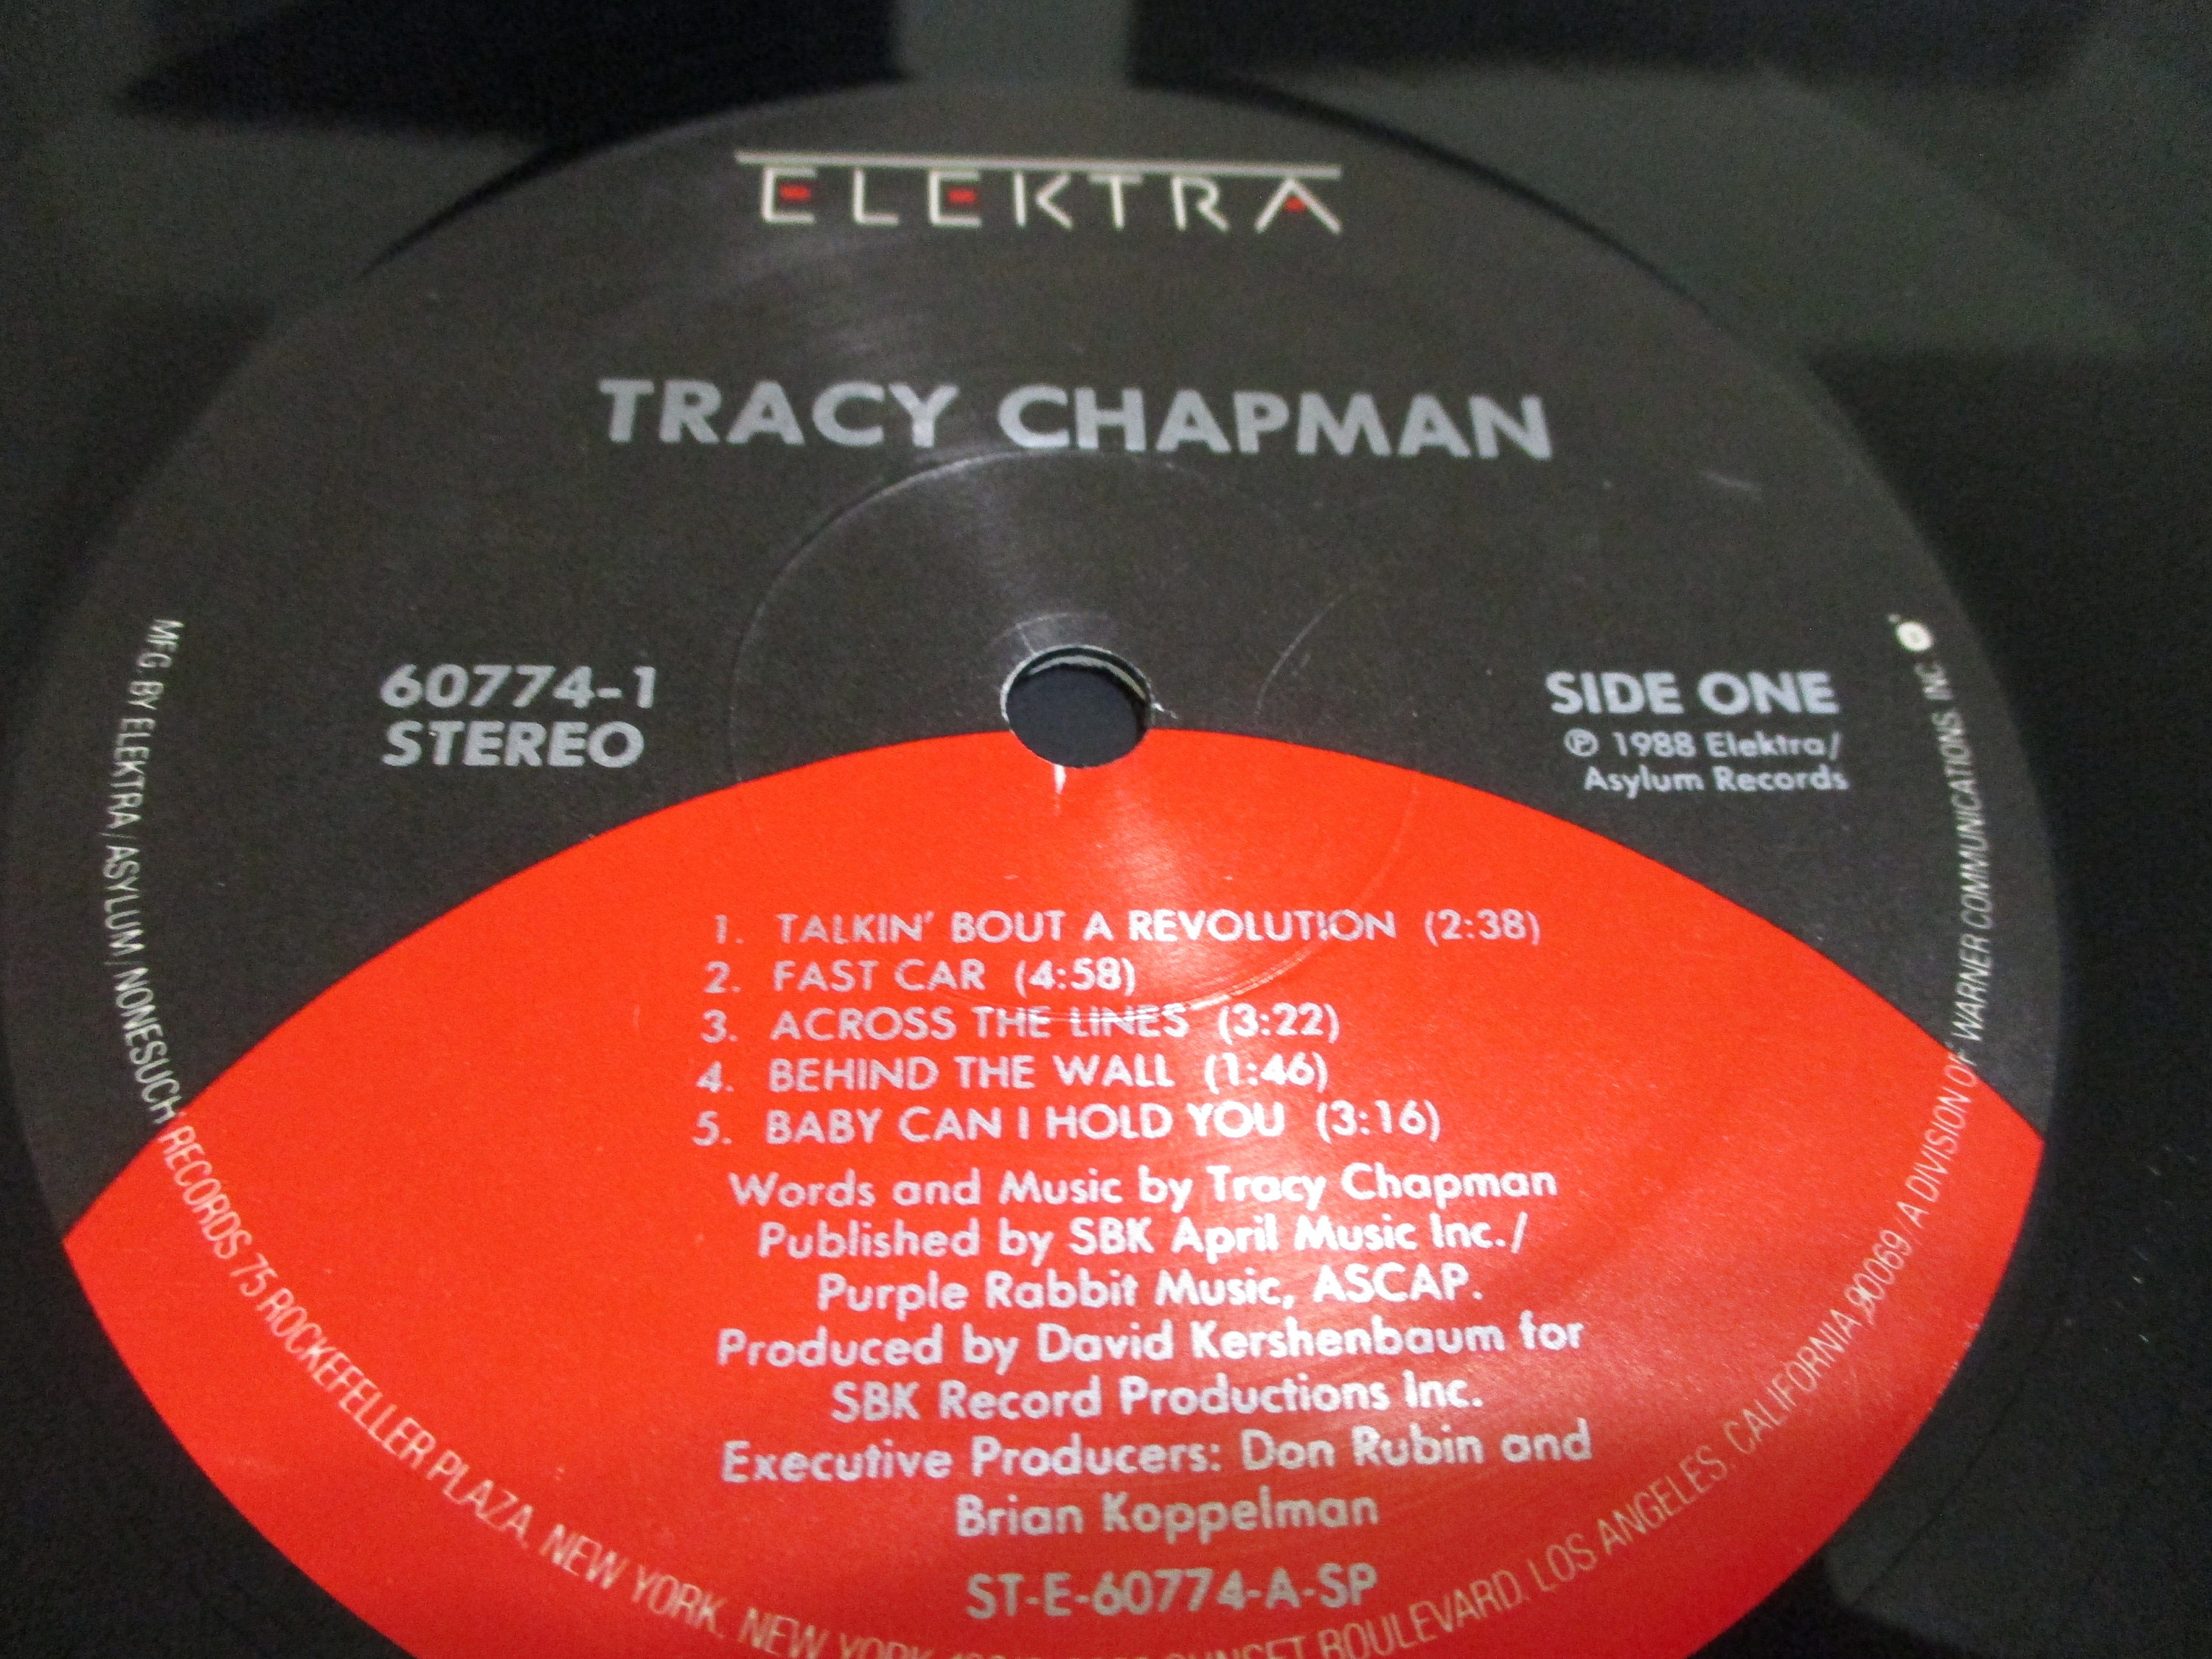 ELEKTRA
TRACY CHAPMAN
60774-1
STEREO
SIDE ONE
℗ 1988 Elektra/
Asylum Records
1. TALKIN' BOUT A REVOLUTION (2:38)
2. FAST CAR (4:58)
3. ACROSS THE LINES (3:22)
4. BEHIND THE WALL (1:46)
5. BABY CAN I HOLD YOU (3:16)
Words and Music by Tracy Chapman
Published by SBK April Music Inc./
Purple Rabbit Music, ASCAP.
Produced by David Kershenbaum for
SBK Record Productions Inc.
Executive Producers: Don Rubin and
Brian Koppelman
ST-E-60774-A-SP
MFG. BY ELEKTRA / ASYLUM / NONESUCH RECORDS 75 ROCKEFELLER PLAZA, NEW YORK, NEW YORK SUNSET BOULEVARD, LOS ANGELES, CALIFORNIA 90069 / A DIVISION OF WARNER COMMUNICATIONS, INC.